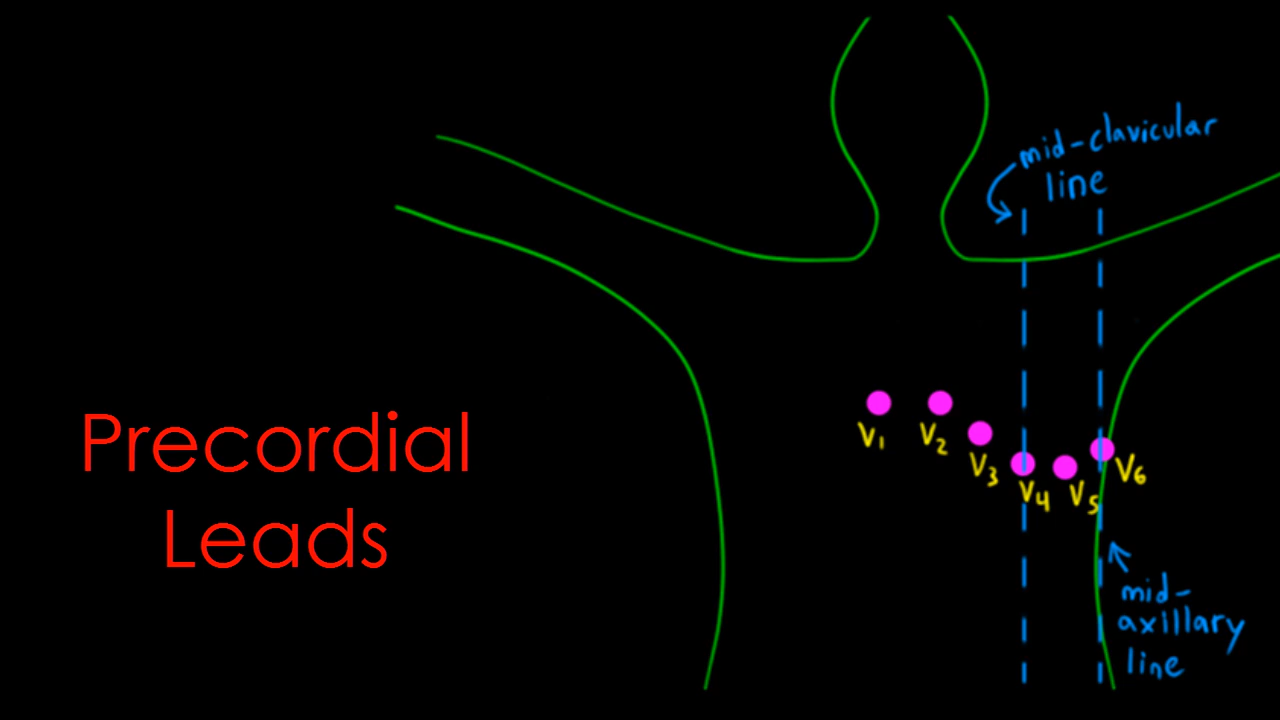 mid-clavicular
line
Precordial
Leads
V1
V2
V3
V4
V5
V6
mid-
axillary
line